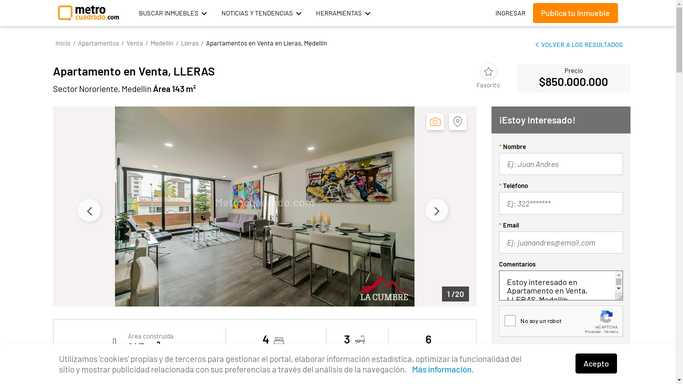 metro
cuadrado.com
BUSCAR INMUEBLES
NOTICIAS Y TENDENCIAS
HERRAMIENTAS
INGRESAR
Publica tu Inmueble
Inicio / Apartamentos / Venta / Medellín / Lleras / Apartamentos en Venta en Lleras, Medellín
VOLVER A LOS RESULTADOS
Apartamento en Venta, LLERAS
Sector Nororiente, Medellin Área 143 m²
Favorito
Precio
$850.000.000
Metrocuadrado.com
LA CUMBRE
1 / 20
¡Estoy Interesado!
* Nombre
Ej: Juan Andres
* Teléfono
Ej: 322*******
* Email
Ej: juanandres@email.com
Comentarios
Estoy interesado en
Apartamento en Venta,
LLERAS, Medellín
No soy un robot
reCAPTCHA
Privacidad - Términos
Área construida
4
3
6
Utilizamos 'cookies' propias y de terceros para gestionar el portal, elaborar información estadística, optimizar la funcionalidad del
sitio y mostrar publicidad relacionada con sus preferencias a través del análisis de la navegación. Más información.
Acepto